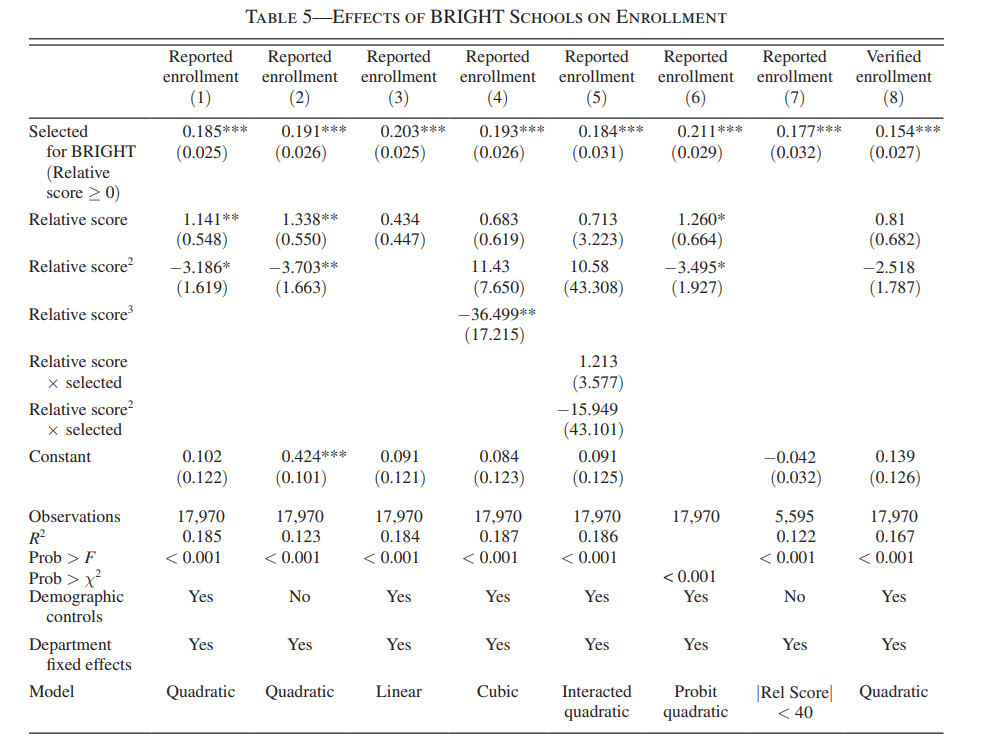 TABLE 5—EFFECTS OF BRIGHT SCHOOLS ON ENROLLMENT
Reported Reported Reported Reported Reported Reported Reported Verified
enrollment enrollment enrollment enrollment enrollment enrollment enrollment enrollment
(1) (2) (3) (4) (5) (6) (7) (8)
Selected 0.185*** 0.191*** 0.203*** 0.193*** 0.184*** 0.211*** 0.177*** 0.154***
for BRIGHT (0.025) (0.026) (0.025) (0.026) (0.031) (0.029) (0.032) (0.027)
(Relative
score ≥ 0)
Relative score 1.141** 1.338** 0.434 0.683 0.713 1.260* 0.81
(0.548) (0.550) (0.447) (0.619) (3.223) (0.664) (0.682)
Relative score² −3.186* −3.703** 11.43 10.58 −3.495* −2.518
(1.619) (1.663) (7.650) (43.308) (1.927) (1.787)
Relative score³ −36.499**
(17.215)
Relative score 1.213
× selected (3.577)
Relative score² −15.949
× selected (43.101)
Constant 0.102 0.424*** 0.091 0.084 0.091 −0.042 0.139
(0.122) (0.101) (0.121) (0.123) (0.125) (0.032) (0.126)
Observations 17,970 17,970 17,970 17,970 17,970 17,970 5,595 17,970
R² 0.185 0.123 0.184 0.187 0.186 0.122 0.167
Prob > F < 0.001 < 0.001 < 0.001 < 0.001 < 0.001 < 0.001 < 0.001
Prob > χ² < 0.001
Demographic Yes No Yes Yes Yes Yes No Yes
controls
Department Yes Yes Yes Yes Yes Yes Yes Yes
fixed effects
Model Quadratic Quadratic Linear Cubic Interacted Probit |Rel Score| Quadratic
quadratic quadratic < 40